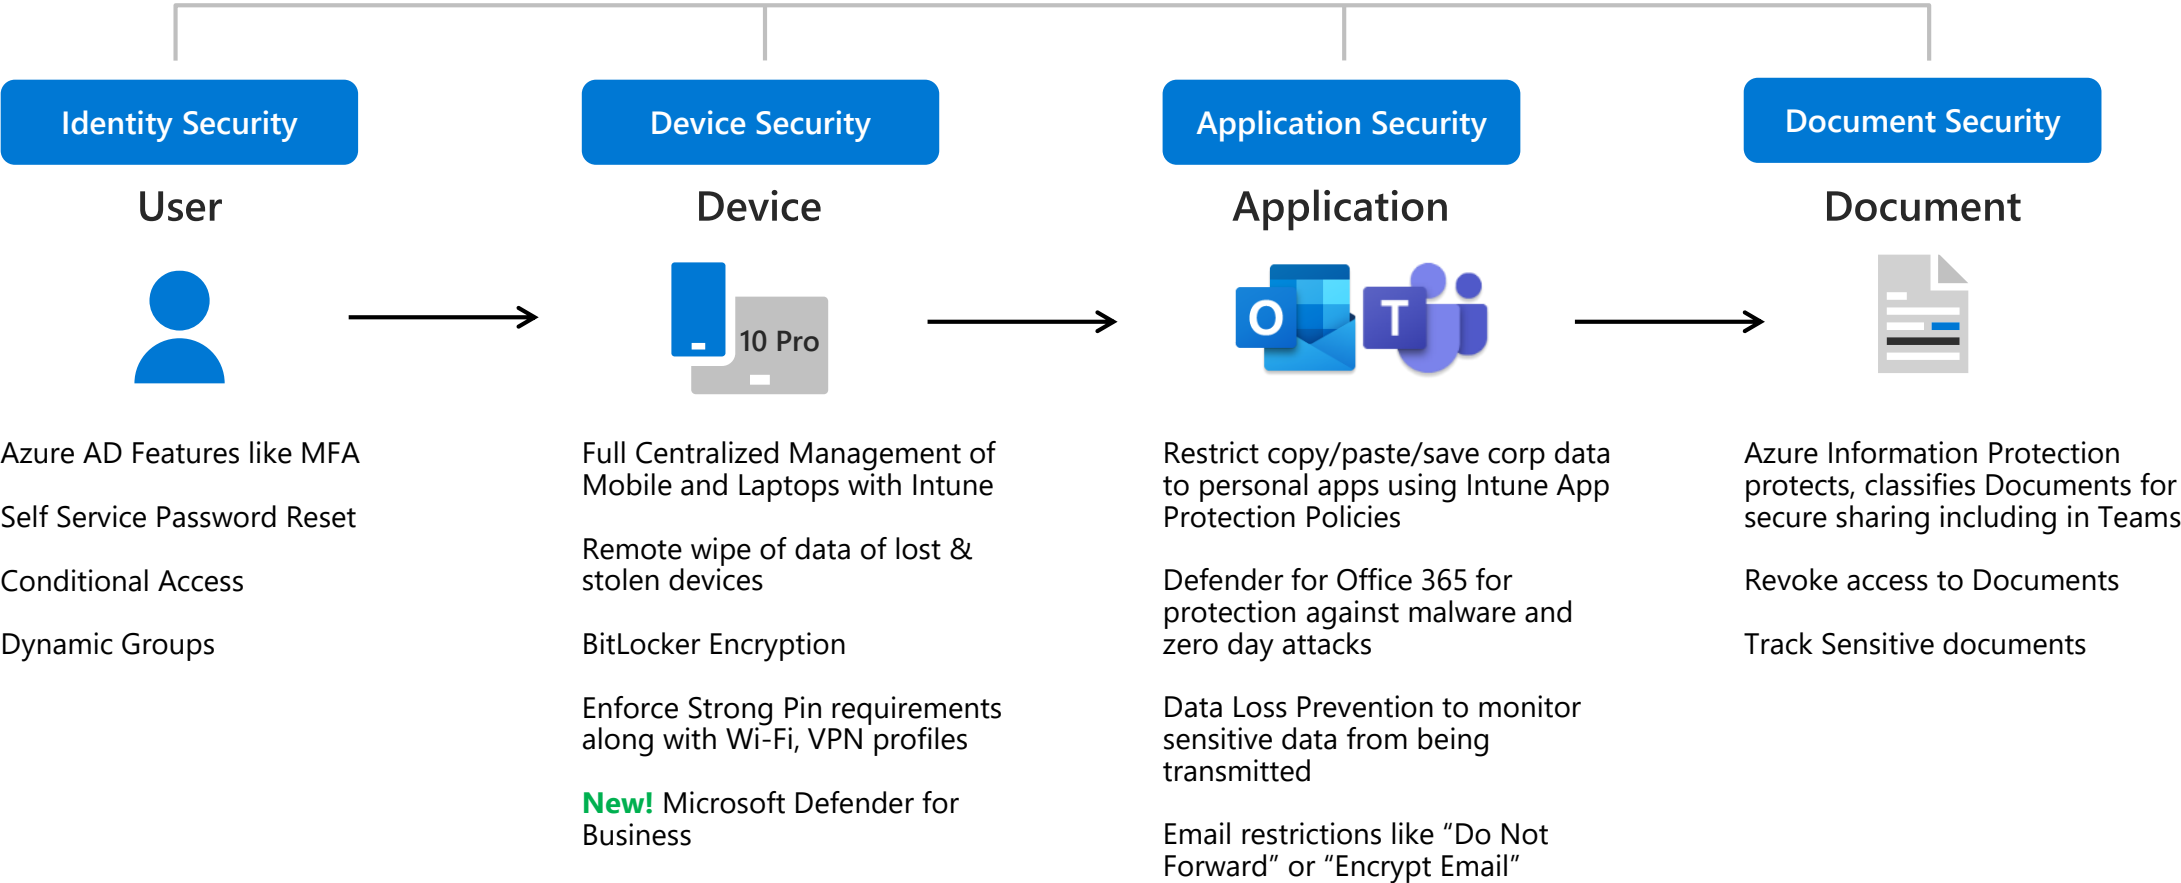 Identity Security
Device Security
Application Security
Document Security
User
Device
Application
Document
10 Pro
O
T
Azure AD Features like MFA
Self Service Password Reset
Conditional Access
Dynamic Groups
Full Centralized Management of
Mobile and Laptops with Intune
Remote wipe of data of lost &
stolen devices
BitLocker Encryption
Enforce Strong Pin requirements
along with Wi-Fi, VPN profiles
New! Microsoft Defender for
Business
Restrict copy/paste/save corp data
to personal apps using Intune App
Protection Policies
Defender for Office 365 for
protection against malware and
zero day attacks
Data Loss Prevention to monitor
sensitive data from being
transmitted
Email restrictions like “Do Not
Forward” or “Encrypt Email”
Azure Information Protection
protects, classifies Documents for
secure sharing including in Teams
Revoke access to Documents
Track Sensitive documents